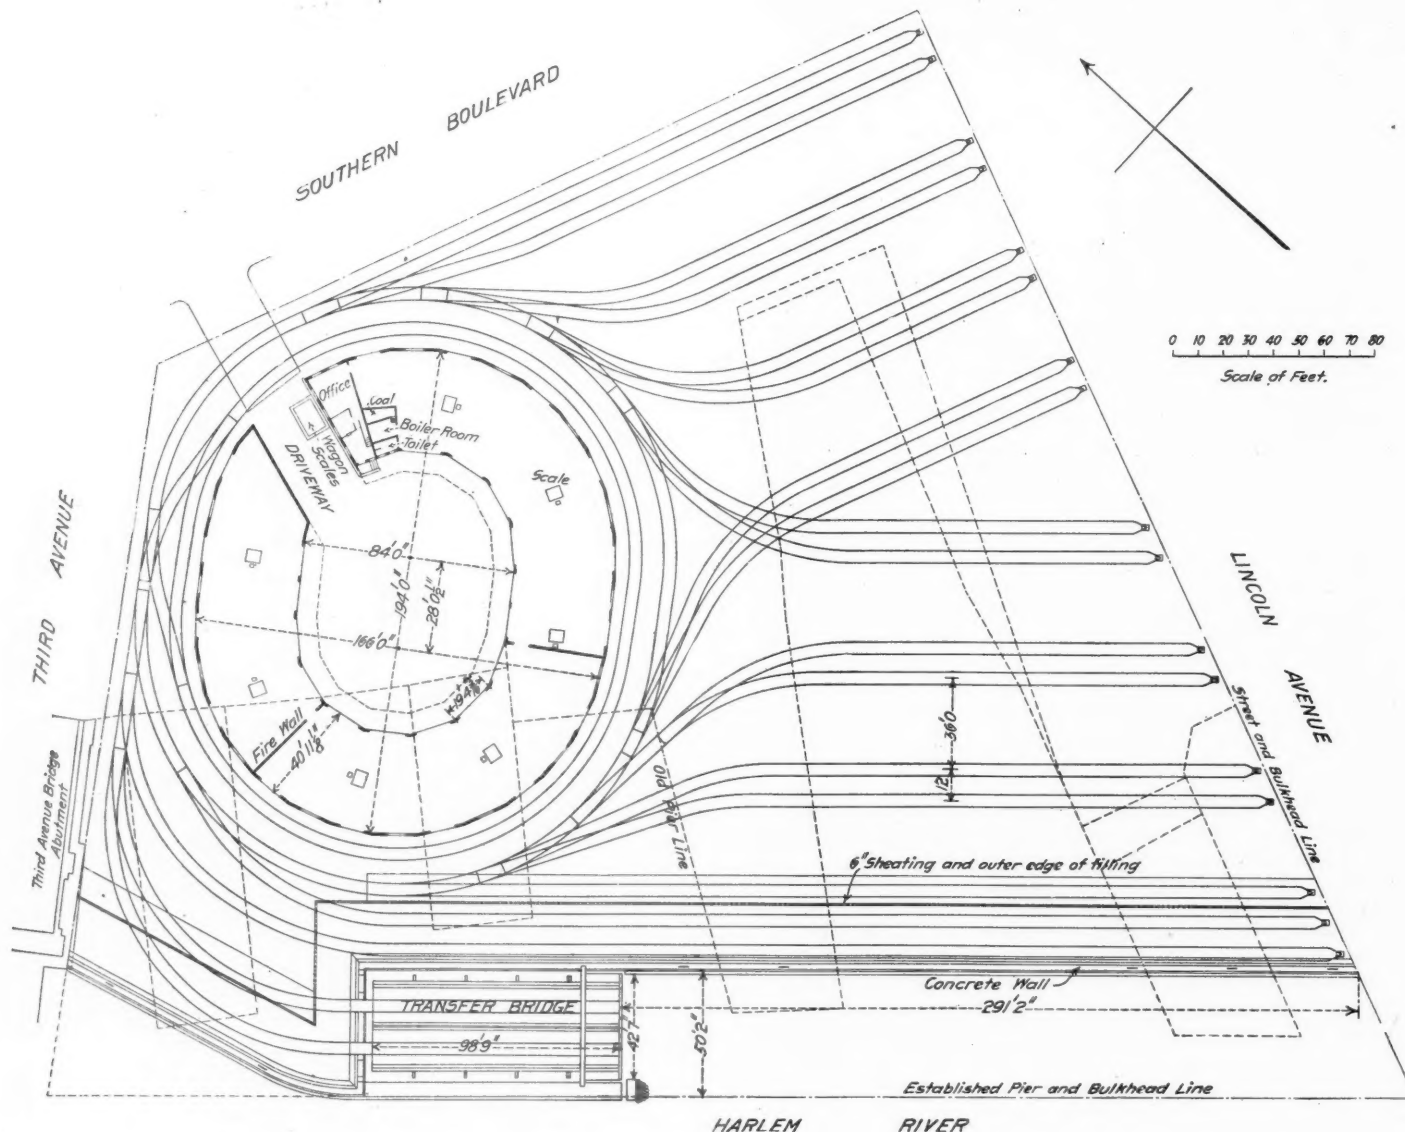 SOUTHERN BOULEVARD
0 10 20 30 40 50 60 70 80
Scale of Feet.
Office
Coal
Boiler Room
Toilet
Wagon
Scales
DRIVEWAY
Scale
THIRD AVENUE
84'0"
194'0"
28'0½"
166'0"
Fire Wall
40'11⅛"
LINCOLN AVENUE
Street and Bulkhead Line
36'0
12'
Old Pier Line
Third Avenue Bridge
Abutment
6" Sheating and outer edge of filling
Concrete Wall
291'2"
TRANSFER BRIDGE
98'9"
42'7"
50'2"
Established Pier and Bulkhead Line
HARLEM RIVER